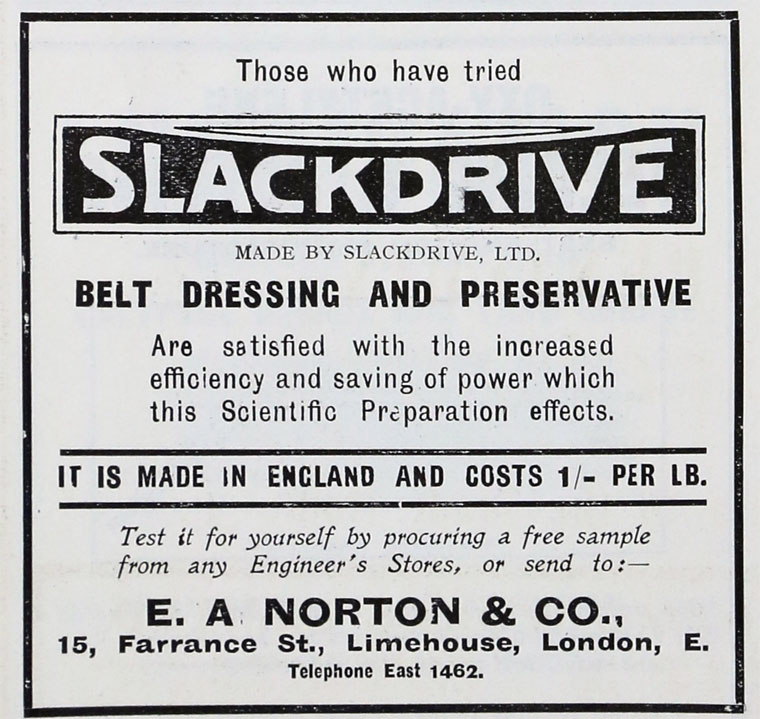 Those who have tried
SLACKDRIVE
MADE BY SLACKDRIVE, LTD.
BELT DRESSING AND PRESERVATIVE
Are satisfied with the increased
efficiency and saving of power which
this Scientific Preparation effects.
IT IS MADE IN ENGLAND AND COSTS 1/- PER LB.
Test it for yourself by procuring a free sample
from any Engineer's Stores, or send to:—
E. A. NORTON & CO.,
15, Farrance St., Limehouse, London, E.
Telephone East 1462.